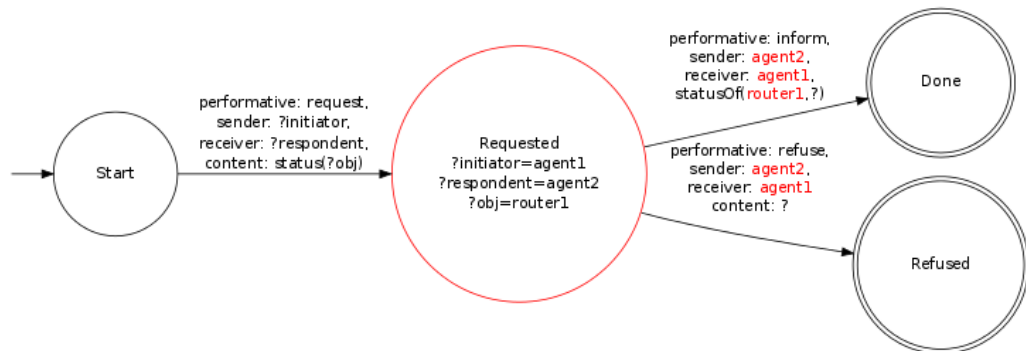 Start
performative: request,
sender: ?initiator,
receiver: ?respondent,
content: status(?obj)
Requested
?initiator=agent1
?respondent=agent2
?obj=router1
performative: inform,
sender: agent2,
receiver: agent1,
statusOf(router1,?)
Done
performative: refuse,
sender: agent2,
receiver: agent1
content: ?
Refused